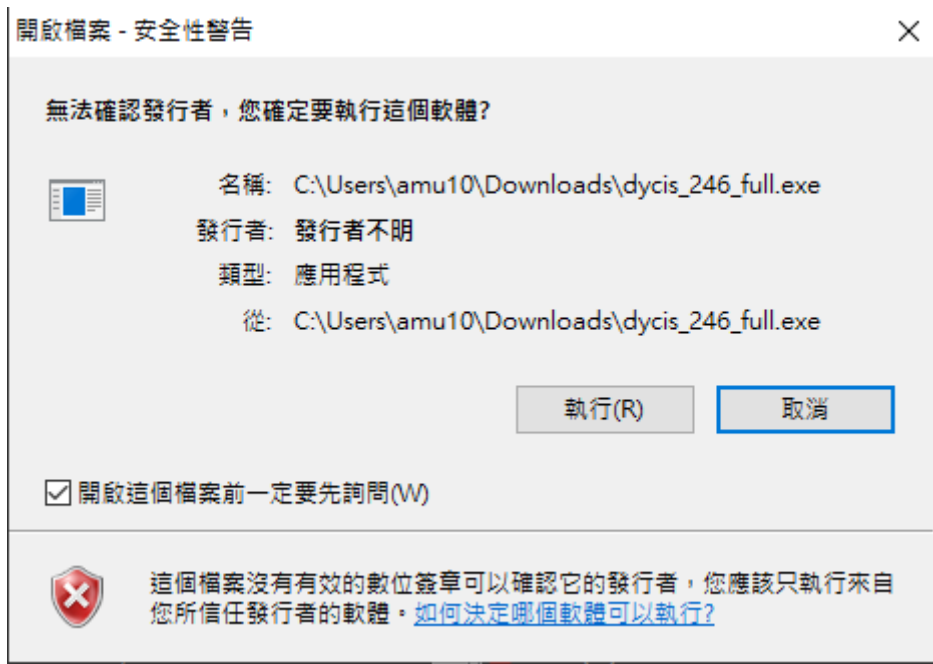 開啟檔案 - 安全性警告
無法確認發行者，您確定要執行這個軟體?
名稱: C:\Users\amu10\Downloads\dycis_246_full.exe
發行者: 發行者不明
類型: 應用程式
從: C:\Users\amu10\Downloads\dycis_246_full.exe
執行(R) 取消
開啟這個檔案前一定要先詢問(W)
這個檔案沒有有效的數位簽章可以確認它的發行者，您應該只執行來自
您所信任發行者的軟體。如何決定哪個軟體可以執行?